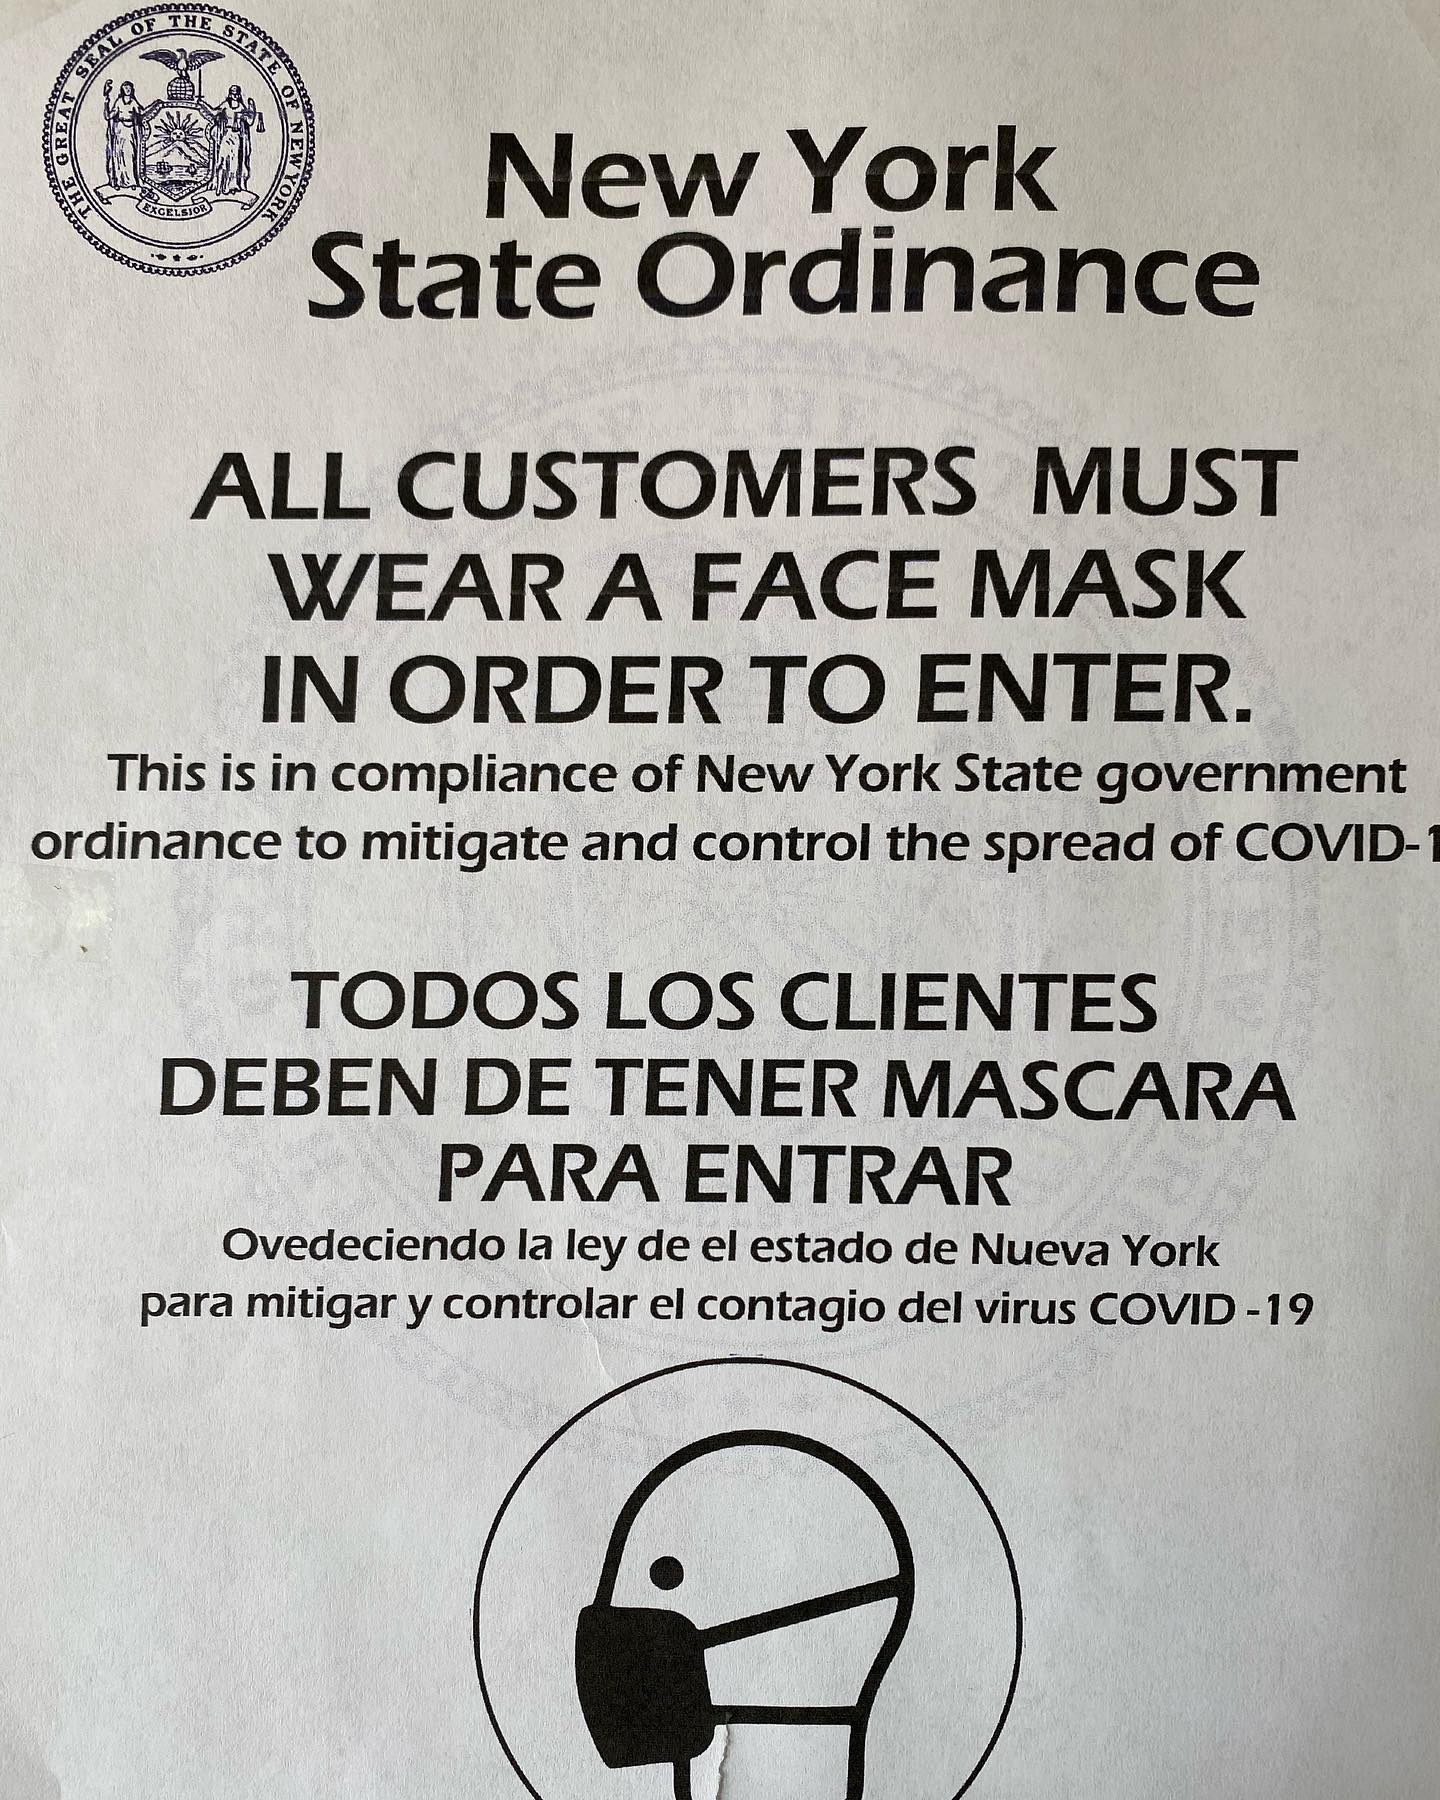 THE GREAT SEAL OF THE STATE OF NEW YORK
EXCELSIOR
New York
State Ordinance
ALL CUSTOMERS MUST
WEAR A FACE MASK
IN ORDER TO ENTER.
This is in compliance of New York State government
ordinance to mitigate and control the spread of COVID-1
TODOS LOS CLIENTES
DEBEN DE TENER MASCARA
PARA ENTRAR
Ovedeciendo la ley de el estado de Nueva York
para mitigar y controlar el contagio del virus COVID -19